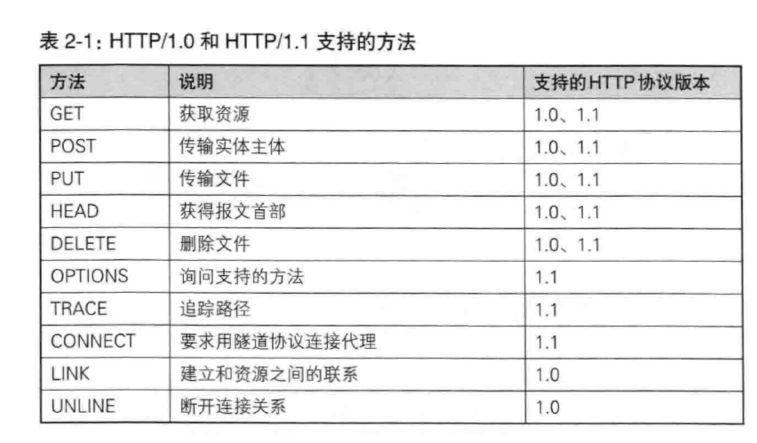 表 2-1：HTTP/1.0 和 HTTP/1.1 支持的方法
方法 说明 支持的HTTP协议版本
GET 获取资源 1.0、1.1
POST 传输实体主体 1.0、1.1
PUT 传输文件 1.0、1.1
HEAD 获得报文首部 1.0、1.1
DELETE 删除文件 1.0、1.1
OPTIONS 询问支持的方法 1.1
TRACE 追踪路径 1.1
CONNECT 要求用隧道协议连接代理 1.1
LINK 建立和资源之间的联系 1.0
UNLINE 断开连接关系 1.0